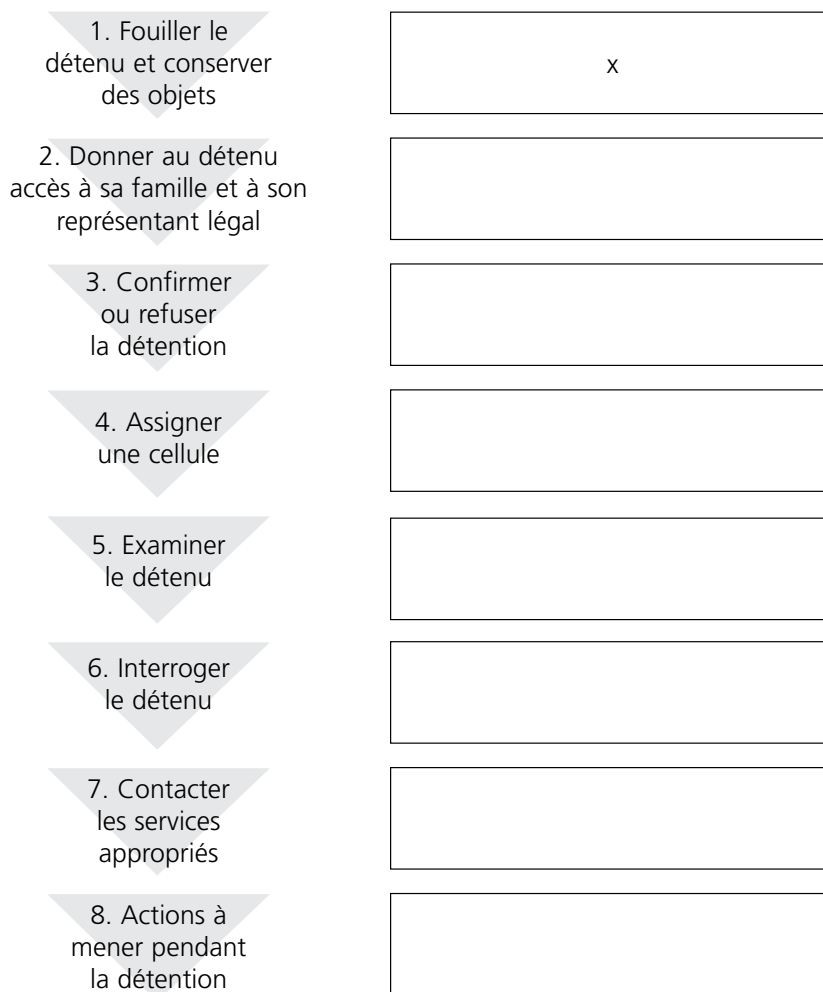 1. Fouiller le
détenu et conserver
des objets
x
2. Donner au détenu
accès à sa famille et à son
représentant légal
3. Confirmer
ou refuser
la détention
4. Assigner
une cellule
5. Examiner
le détenu
6. Interroger
le détenu
7. Contacter
les services
appropriés
8. Actions à
mener pendant
la détention